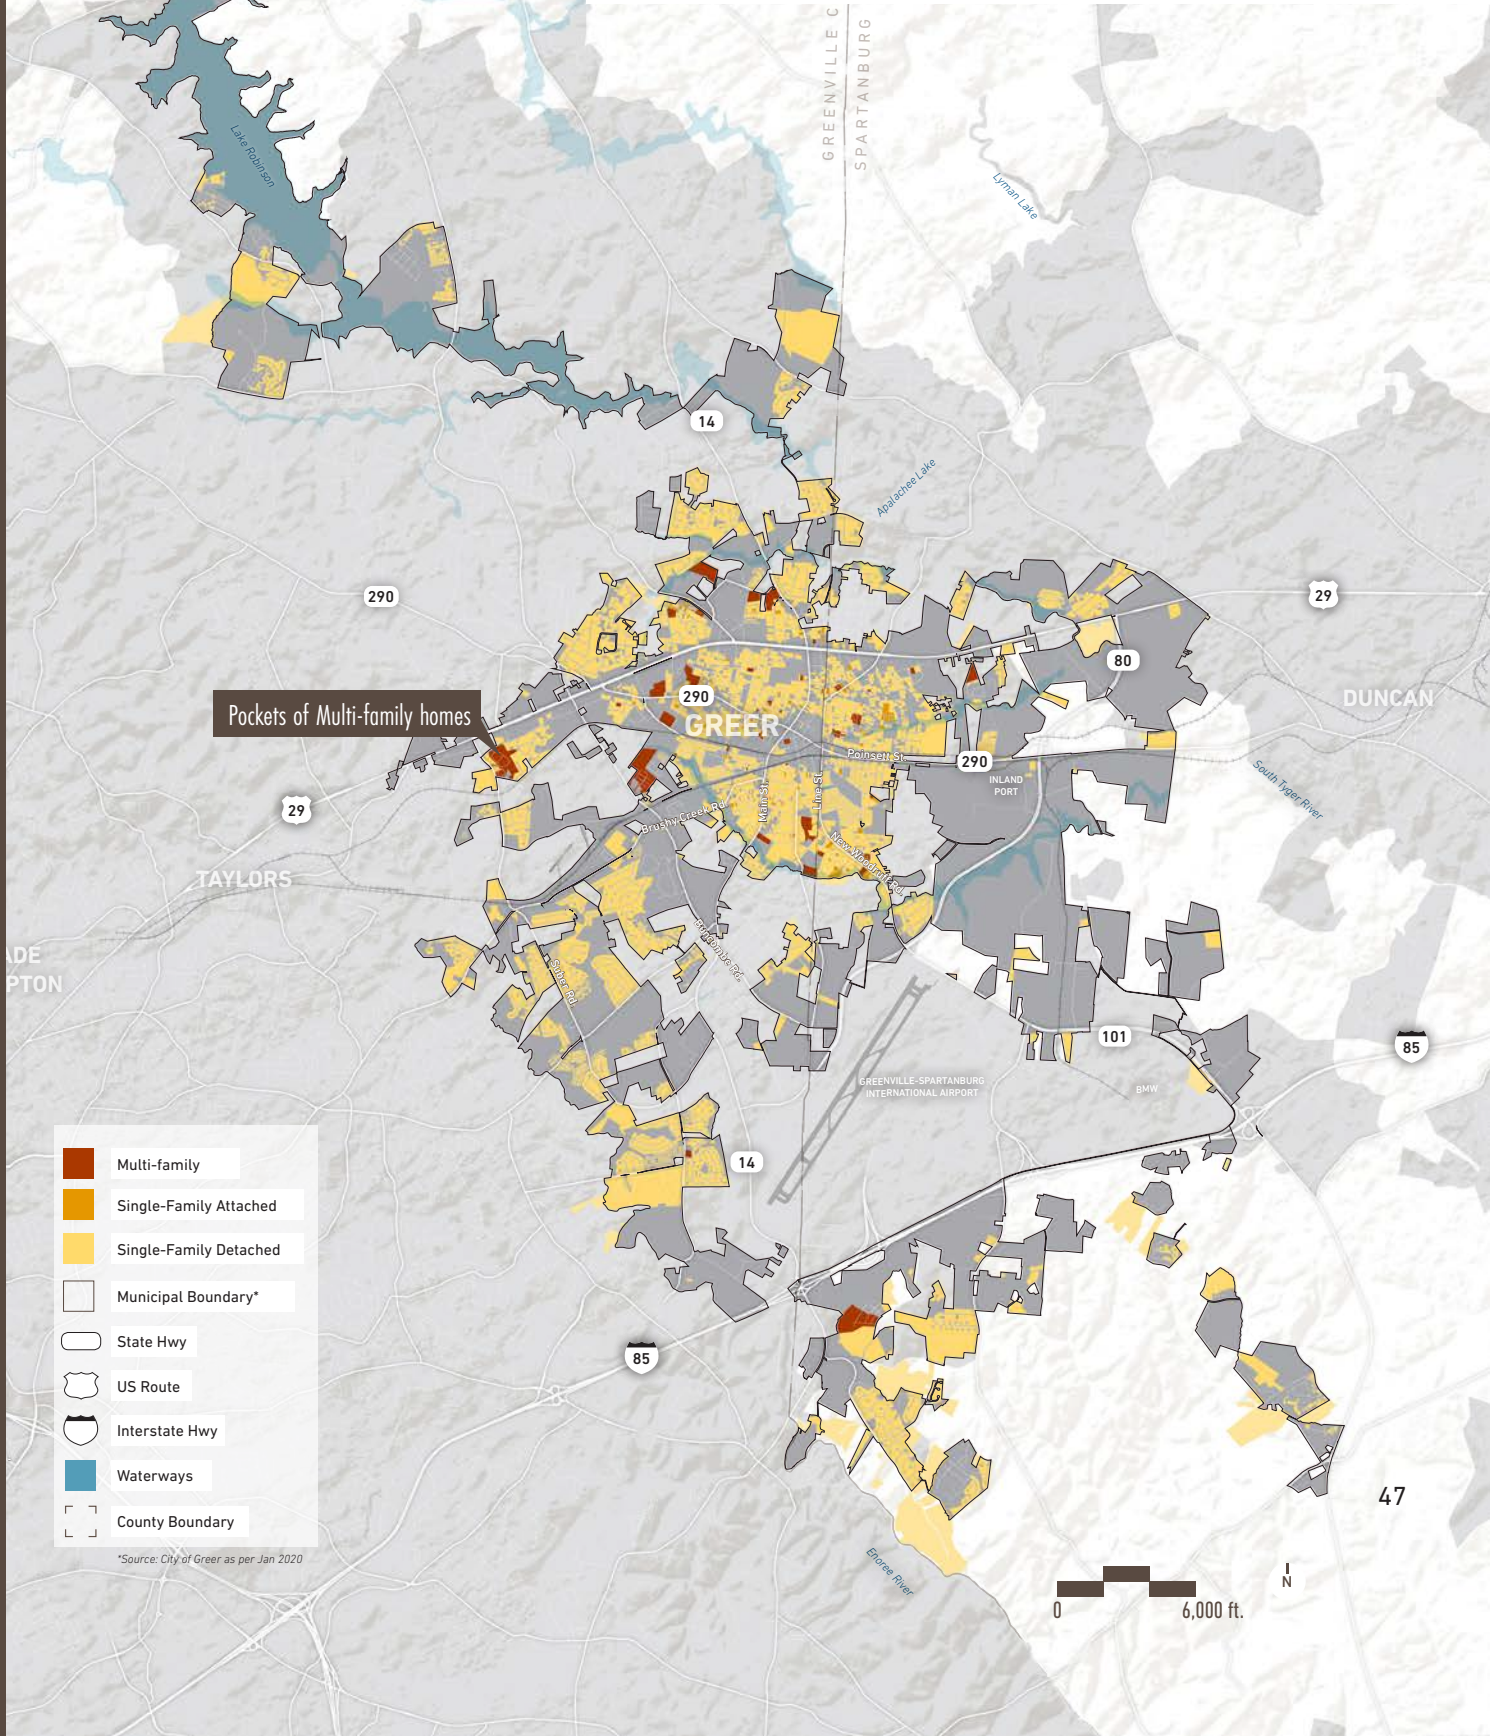 GREENVILLE C
SPARTANBURG
Lake Robinson
Lyman Lake
14
Apalachee Lake
290
29
80
Pockets of Multi-family homes
290
GREER
DUNCAN
Poinsett St.
290
INLAND
PORT
South Tyger River
29
Main St.
Line St.
Brushy Creek Rd.
New Woodruff Rd.
TAYLORS
ADE
PTON
Buncombe Rd.
Suber Rd.
101
85
GREENVILLE-SPARTANBURG
INTERNATIONAL AIRPORT
BMW
14
Multi-family
Single-Family Attached
Single-Family Detached
Municipal Boundary*
State Hwy
US Route
Interstate Hwy
Waterways
County Boundary
*Source: City of Greer as per Jan 2020
85
47
Enoree River
N
0
6,000 ft.